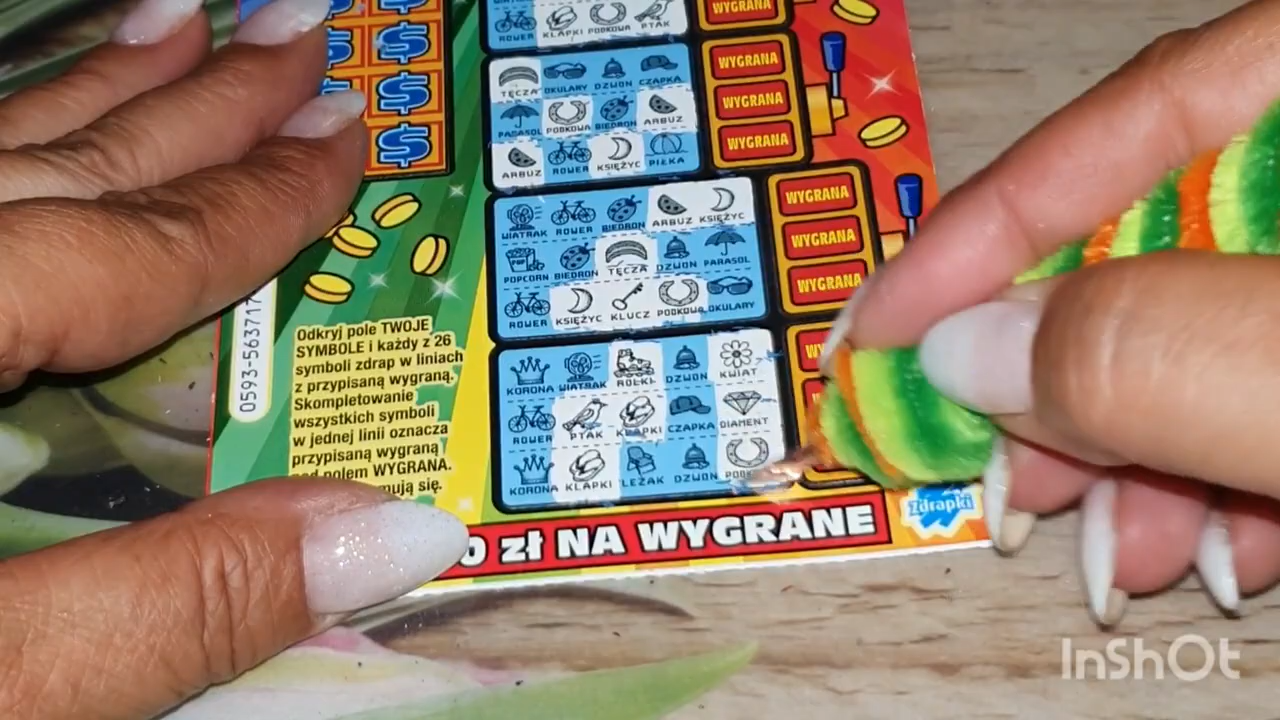 ROWER KLAPKI PODKOWA PTAK
WYGRANA
TĘCZA OKULARY DZWON CZAPKA
WYGRANA
PARASOL PODKOWA BIEDRON ARBUZ
WYGRANA
ARBUZ ROWER KSIĘŻYC PIŁKA
WYGRANA
WIATRAK ROWER BIEDRON ARBUZ KSIĘŻYC
WYGRANA
POPCORN BIEDRON TĘCZA DZWON PARASOL
WYGRANA
ROWER KSIĘŻYC KLUCZ PODKOWA OKULARY
WYGRANA
KORONA WIATRAK ROLKI DZWON KWIAT
ROWER PTAK KLAPKI CZAPKA DIAMENT
KORONA KLAPKI LEŻAK DZWON
Odkryj pole TWOJE
SYMBOLE i każdy z 26
symboli zdrap w liniach
z przypisaną wygraną.
Skompletowanie
wszystkich symboli
w jednej linii oznacza
przypisaną wygraną
polem WYGRANA.
się.
zł NA WYGRANE
Zdrapki
InShOt